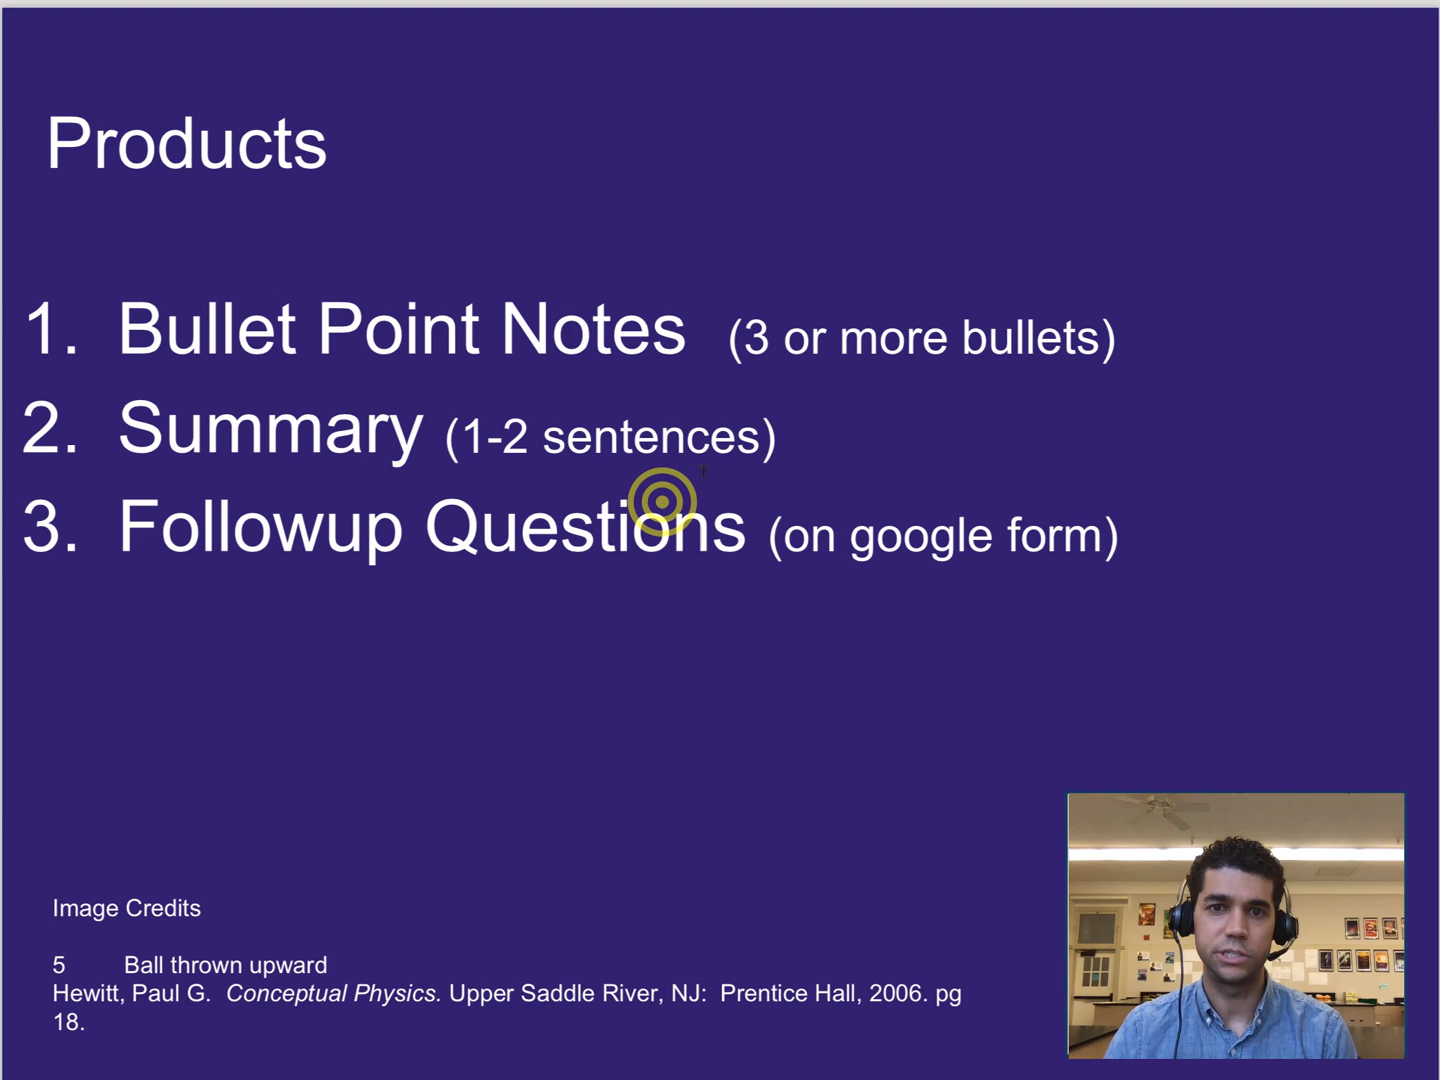 Products
1. Bullet Point Notes (3 or more bullets)
2. Summary (1-2 sentences)
3. Followup Questions (on google form)
Image Credits
5 Ball thrown upward
Hewitt, Paul G. Conceptual Physics. Upper Saddle River, NJ: Prentice Hall, 2006. pg
18.